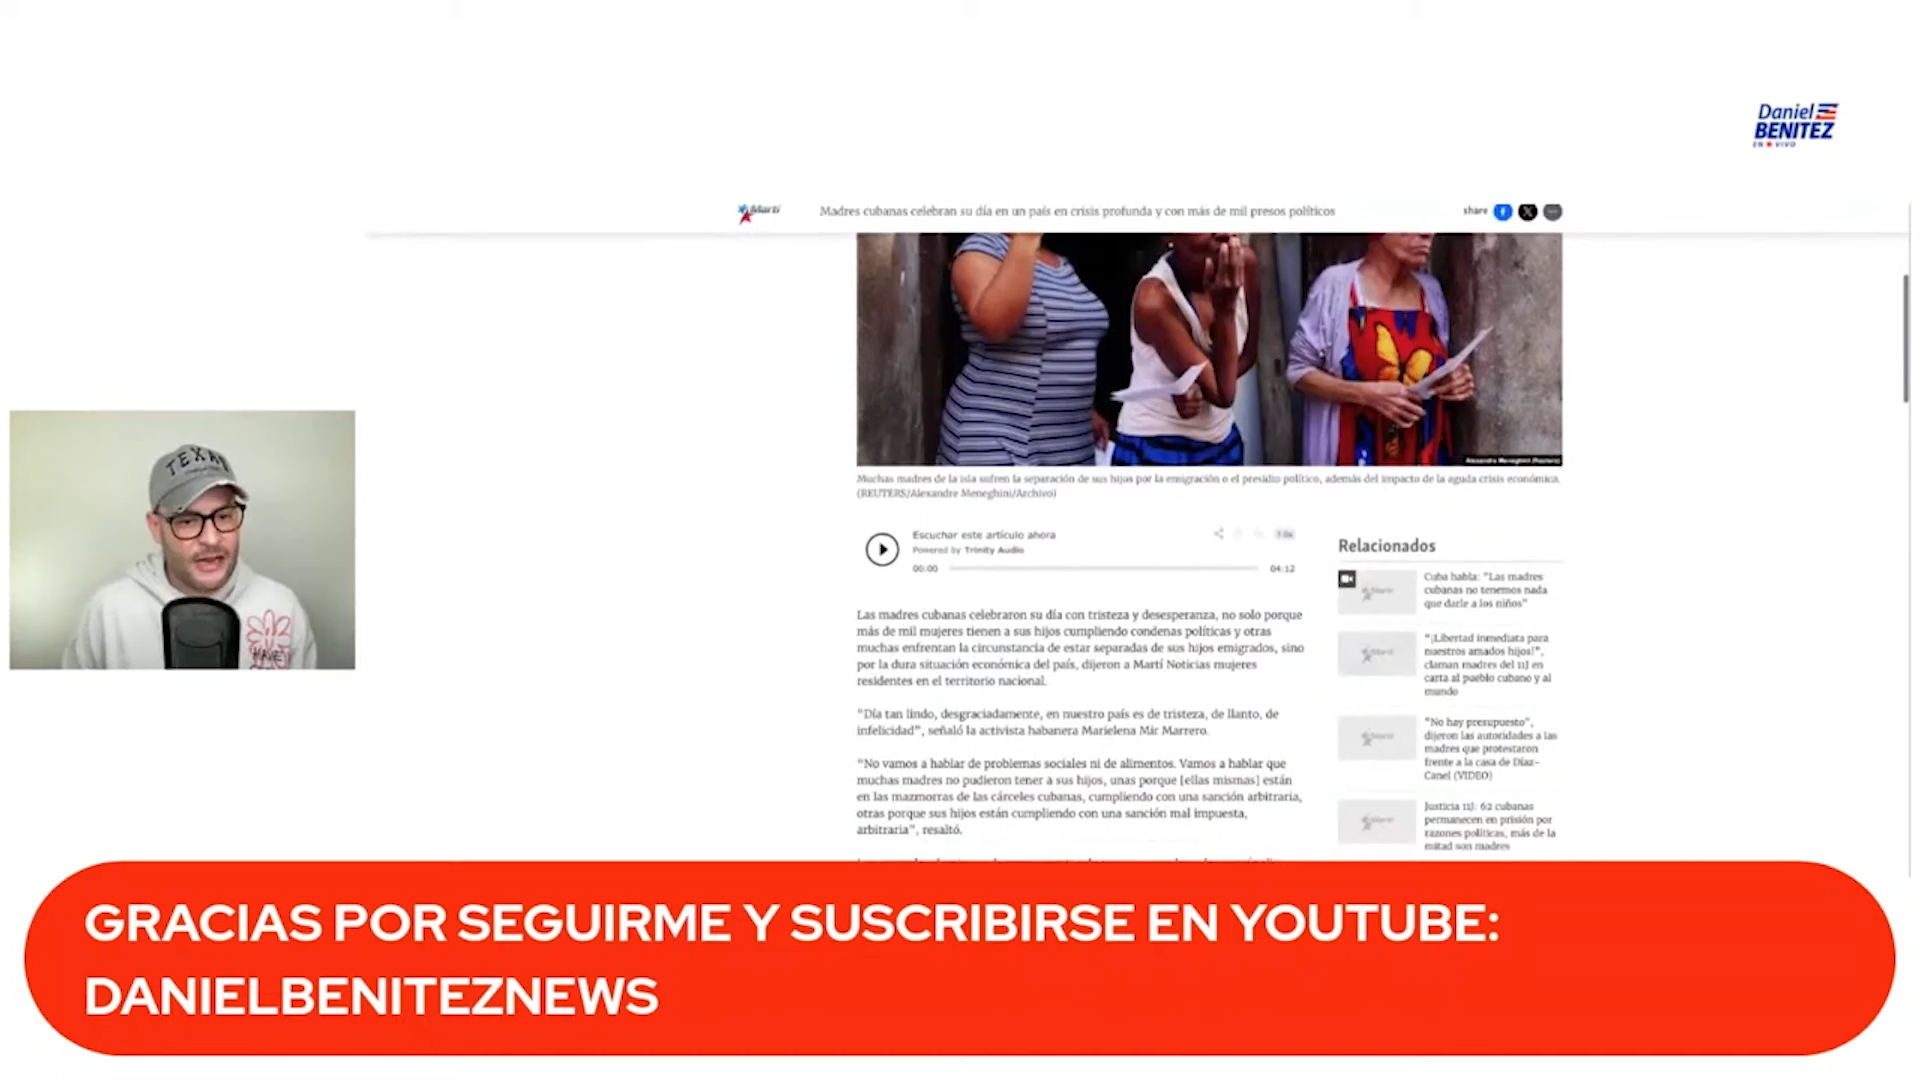 Daniel
BENITEZ
EN VIVO
Martí
Madres cubanas celebran su día en un país en crisis profunda y con más de mil presos políticos
share
Alexandre Meneghini (Reuters)
Muchas madres de la isla sufren la separación de sus hijos por la emigración o el presidio político, además del impacto de la aguda crisis económica.
(REUTERS/Alexandre Meneghini/Archivo)
TEXAS
HAVE
Escuchar este artículo ahora
Powered by Trinity Audio
1.0x
00:00
04:12
Las madres cubanas celebraron su día con tristeza y desesperanza, no solo porque
más de mil mujeres tienen a sus hijos cumpliendo condenas políticas y otras
muchas enfrentan la circunstancia de estar separadas de sus hijos emigrados, sino
por la dura situación económica del país, dijeron a Martí Noticias mujeres
residentes en el territorio nacional.
“Día tan lindo, desgraciadamente, en nuestro país es de tristeza, de llanto, de
infelicidad”, señaló la activista habanera Marielena Mir Marrero.
“No vamos a hablar de problemas sociales ni de alimentos. Vamos a hablar que
muchas madres no pudieron tener a sus hijos, unas porque [ellas mismas] están
en las mazmorras de las cárceles cubanas, cumpliendo con una sanción arbitraria,
otras porque sus hijos están cumpliendo con una sanción mal impuesta,
arbitraria”, resaltó.
Relacionados
Cuba habla: “Las madres
cubanas no tenemos nada
que darle a los niños”
“¡Libertad inmediata para
nuestros amados hijos!”,
claman madres del 11J en
carta al pueblo cubano y al
mundo
“No hay presupuesto”,
dijeron las autoridades a las
madres que protestaron
frente a la casa de Díaz-
Canel (VIDEO)
Justicia 11J: 62 cubanas
permanecen en prisión por
razones políticas, más de la
mitad son madres
GRACIAS POR SEGUIRME Y SUSCRIBIRSE EN YOUTUBE:
DANIELBENITEZNEWS